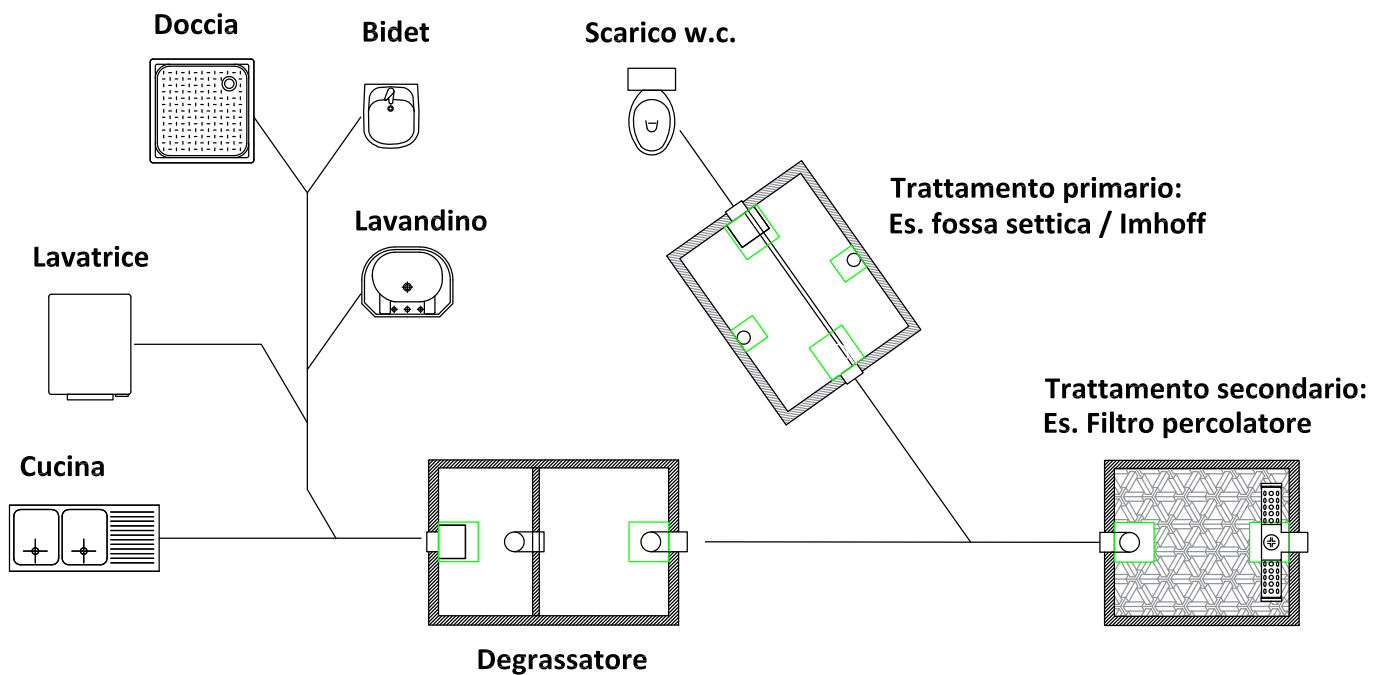 Doccia
Bidet
Scarico w.c.
Trattamento primario:
Es. fossa settica / Imhoff
Lavandino
Lavatrice
Trattamento secondario:
Es. Filtro percolatore
Cucina
Degrassatore